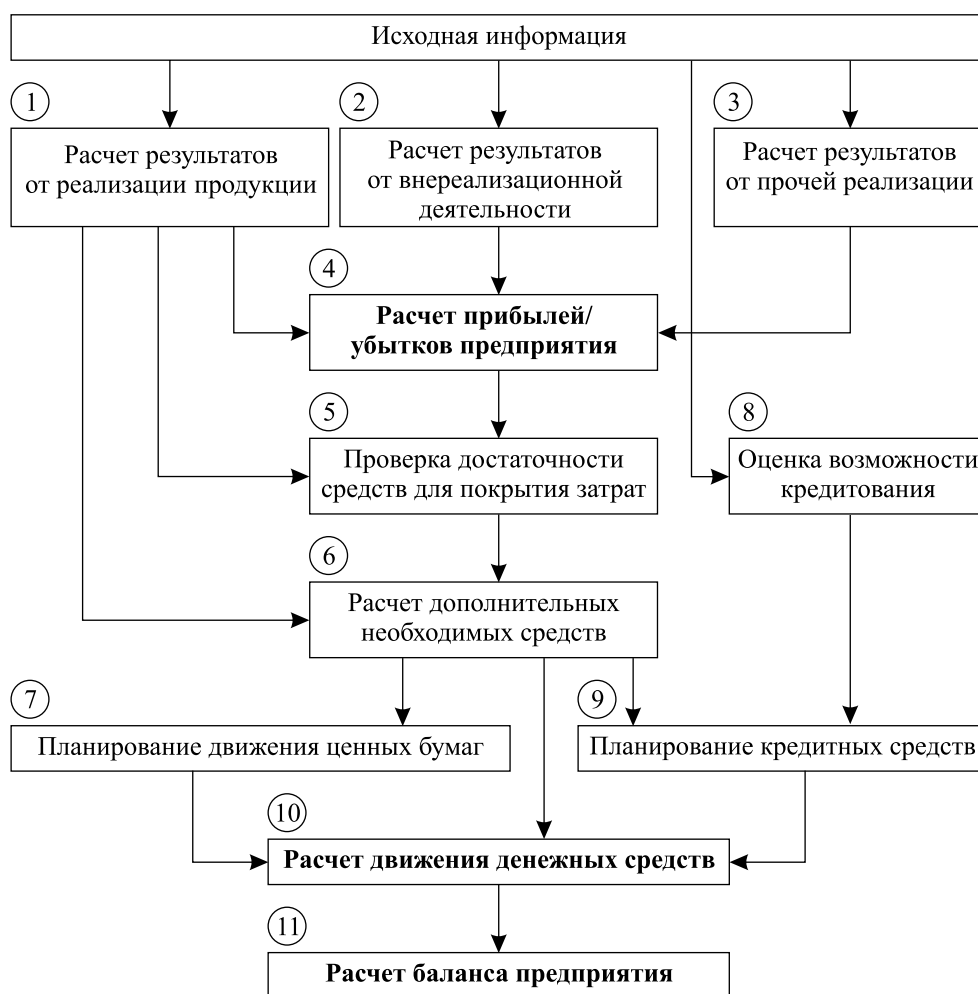 Исходная информация
1
2
3
Расчет результатов
от реализации продукции
Расчет результатов
от внереализационной
деятельности
Расчет результатов
от прочей реализации
4
Расчет прибылей/
убытков предприятия
5
8
Проверка достаточности
средств для покрытия затрат
Оценка возможности
кредитования
6
Расчет дополнительных
необходимых средств
7
9
Планирование движения ценных бумаг
Планирование кредитных средств
10
Расчет движения денежных средств
11
Расчет баланса предприятия